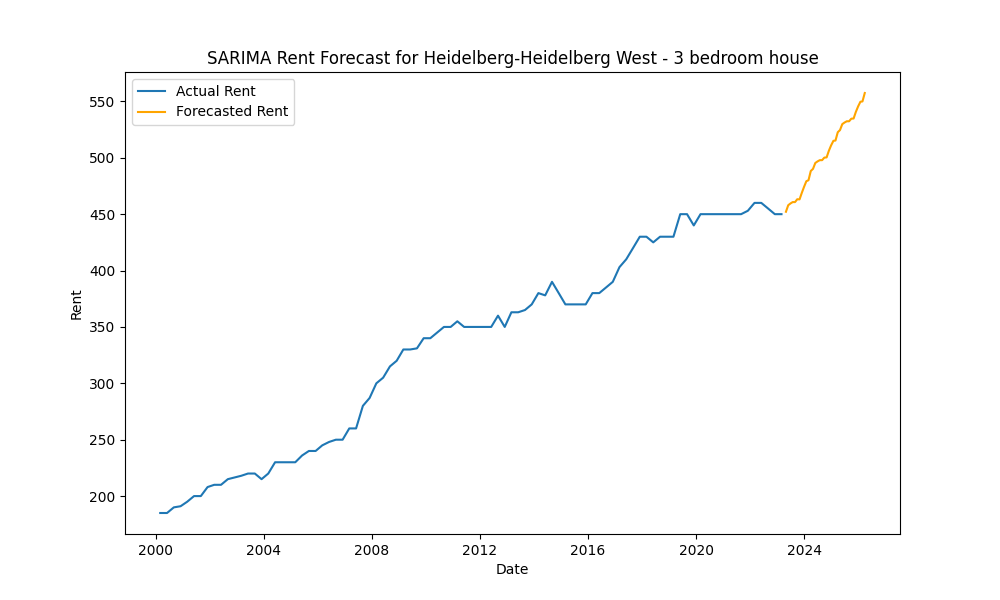 SARIMA Rent Forecast for Heidelberg-Heidelberg West - 3 bedroom house
Actual Rent
Forecasted Rent
550
500
450
400
350
300
250
200
Rent
2000 2004 2008 2012 2016 2020 2024
Date